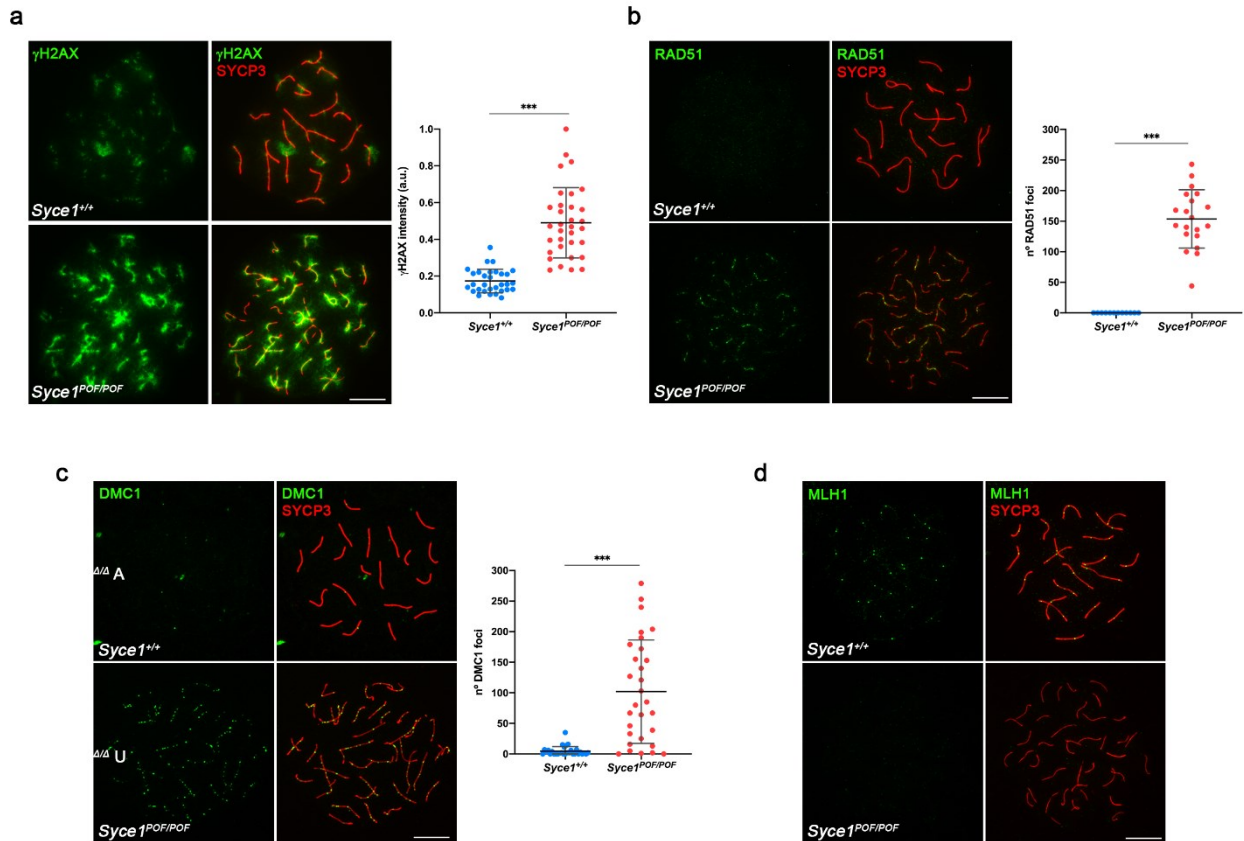 a
γH2AX
γH2AX
SYCP3
Syce1+/+
Syce1POF/POF
***
γH2AX intensity (a.u.)
1.0
0.8
0.6
0.4
0.2
0.0
Syce1+/+
Syce1POF/POF
b
RAD51
RAD51
SYCP3
Syce1+/+
Syce1POF/POF
***
nº RAD51 foci
300
250
200
150
100
50
0
Syce1+/+
Syce1POF/POF
c
DMC1
DMC1
SYCP3
Δ/Δ A
Syce1+/+
Δ/Δ U
Syce1POF/POF
***
nº DMC1 foci
300
250
200
150
100
50
0
Syce1+/+
Syce1POF/POF
d
MLH1
MLH1
SYCP3
Syce1+/+
Syce1POF/POF